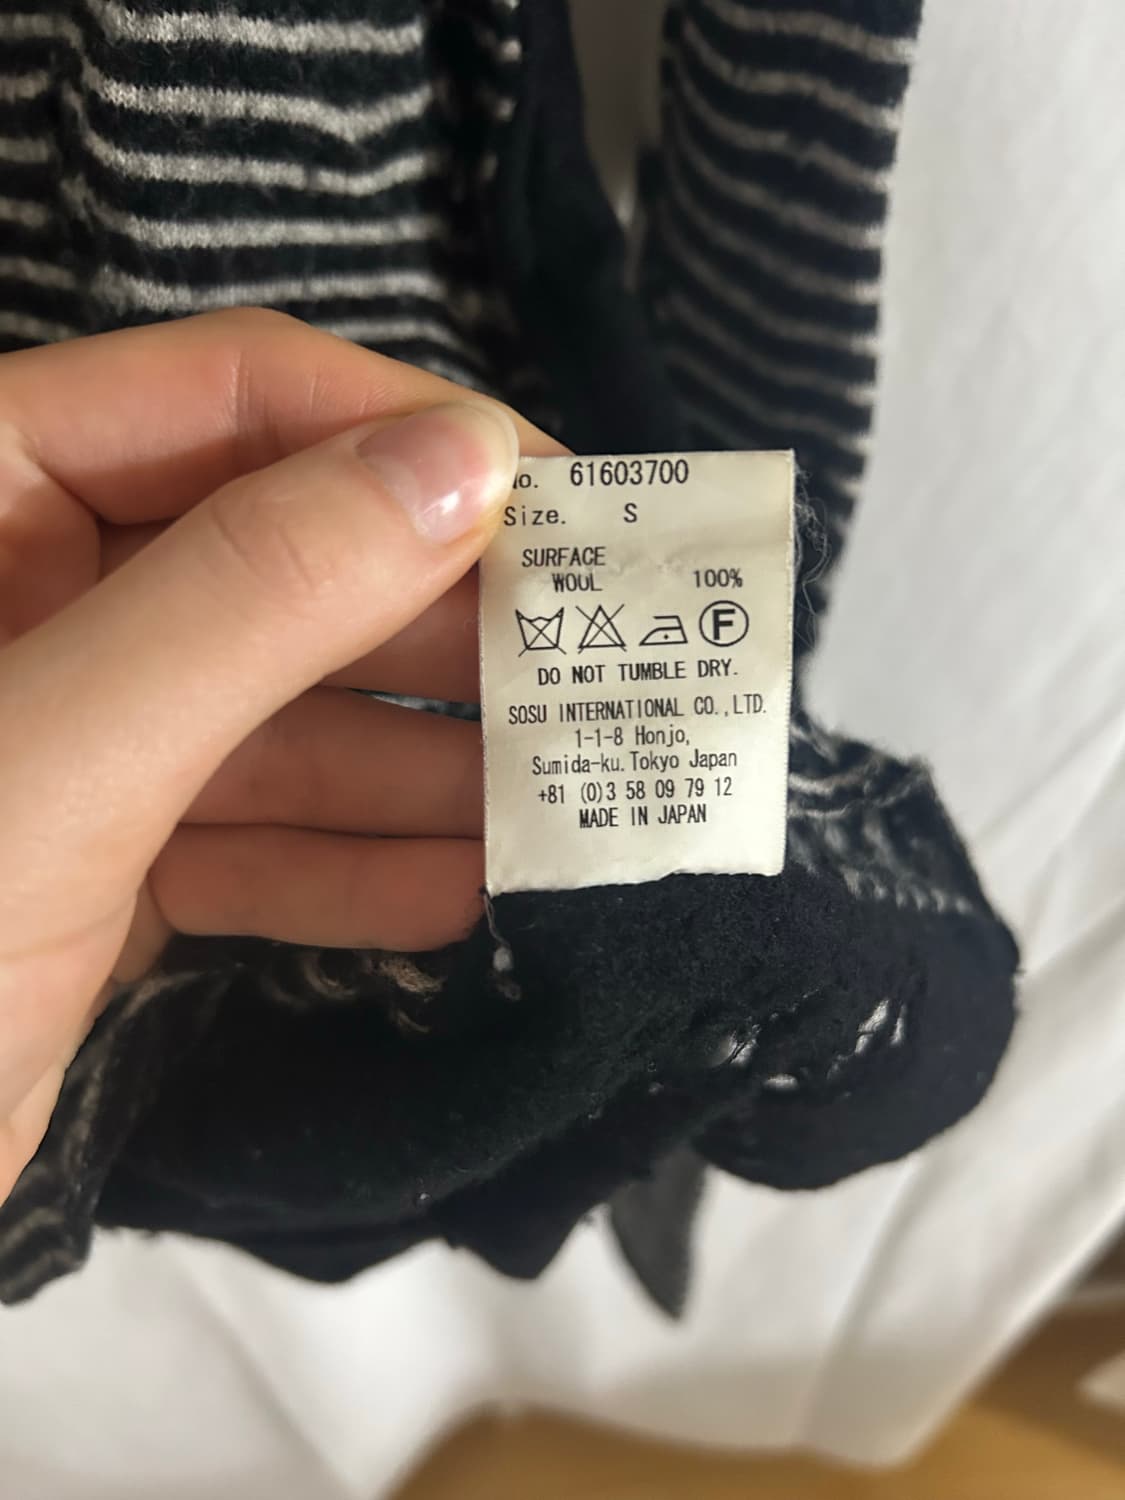 No. 61603700
Size. S
SURFACE
WOOL 100%
F
DO NOT TUMBLE DRY.
SOSU INTERNATIONAL CO.,LTD.
1-1-8 Honjo,
Sumida-ku. Tokyo Japan
+81 (0)3 58 09 79 12
MADE IN JAPAN